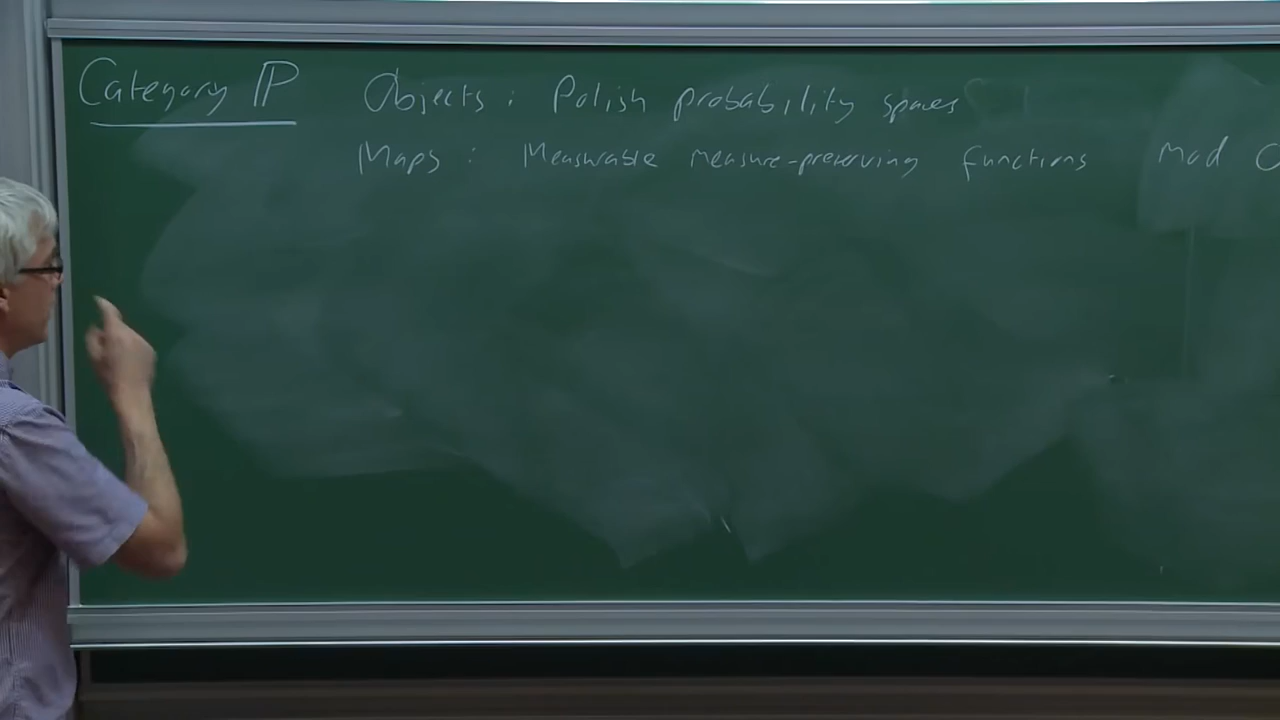 Category ℙ Objects : Polish probability spaces
Maps : Measurable measure-preserving functions mod